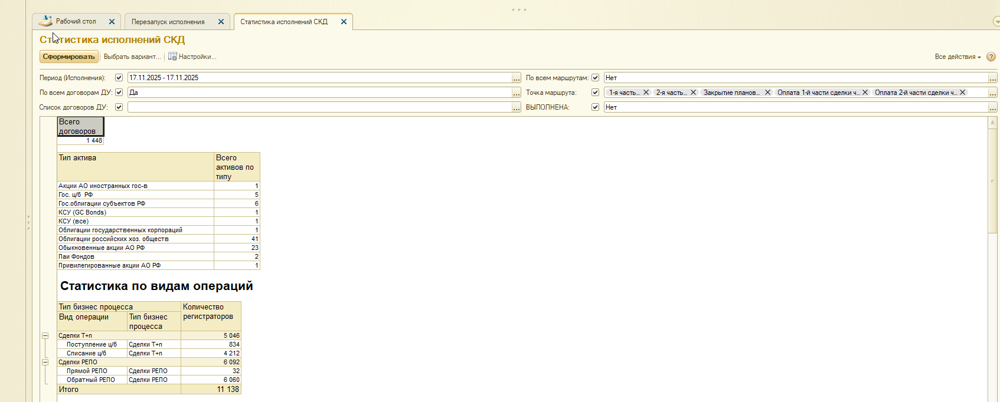 Рабочий стол
Перезапуск исполнения
Статистика исполнений СКД
Статистика исполнений СКД
Сформировать Выбрать вариант... Настройки... Все действия
Период (Исполнения): 17.11.2025 - 17.11.2025
По всем маршрутам: Нет
По всем договорам ДУ: Да
Точка маршрута: 1-я часть... 2-я часть... Закрытие планов... Оплата 1-й части сделки ч... Оплата 2-й части сделки ч...
Список договоров ДУ:
ВЫПОЛНЕНА: Нет
Всего
договоров
1 448
Тип актива Всего
активов по
типу
Акции АО иностранных гос-в 1
Гос. ц/б РФ 5
Гос.облигации субъектов РФ 6
КСУ (GC Bonds) 1
КСУ (все) 1
Облигации государственных корпораций 1
Облигации российских хоз. обществ 41
Обыкновенные акции АО РФ 23
Паи Фондов 2
Привилегированные акции АО РФ 1
Статистика по видам операций
Тип бизнес процесса Количество
регистраторов
Вид операции Тип бизнес
процесса
Сделки Т+n 5 046
Поступление ц/б Сделки Т+n 834
Списание ц/б Сделки Т+n 4 212
Сделки РЕПО 6 092
Прямой РЕПО Сделки РЕПО 32
Обратный РЕПО Сделки РЕПО 6 060
Итого 11 138